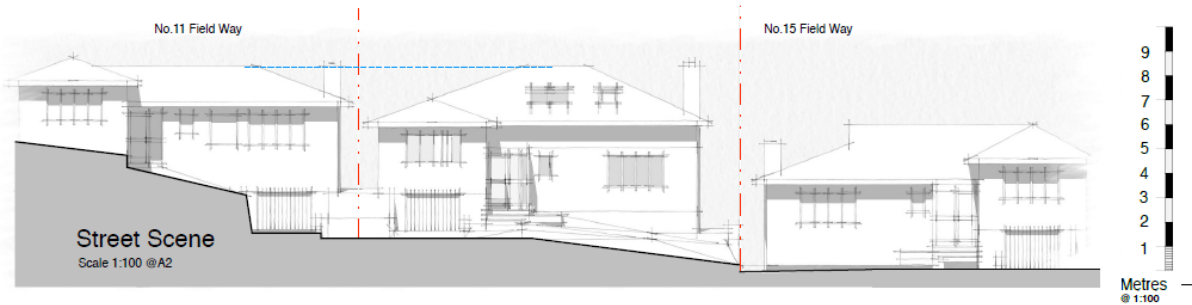 No.11 Field Way
No.15 Field Way
9
8
7
6
5
4
3
2
1
Street Scene
Scale 1:100 @A2
Metres
@ 1:100